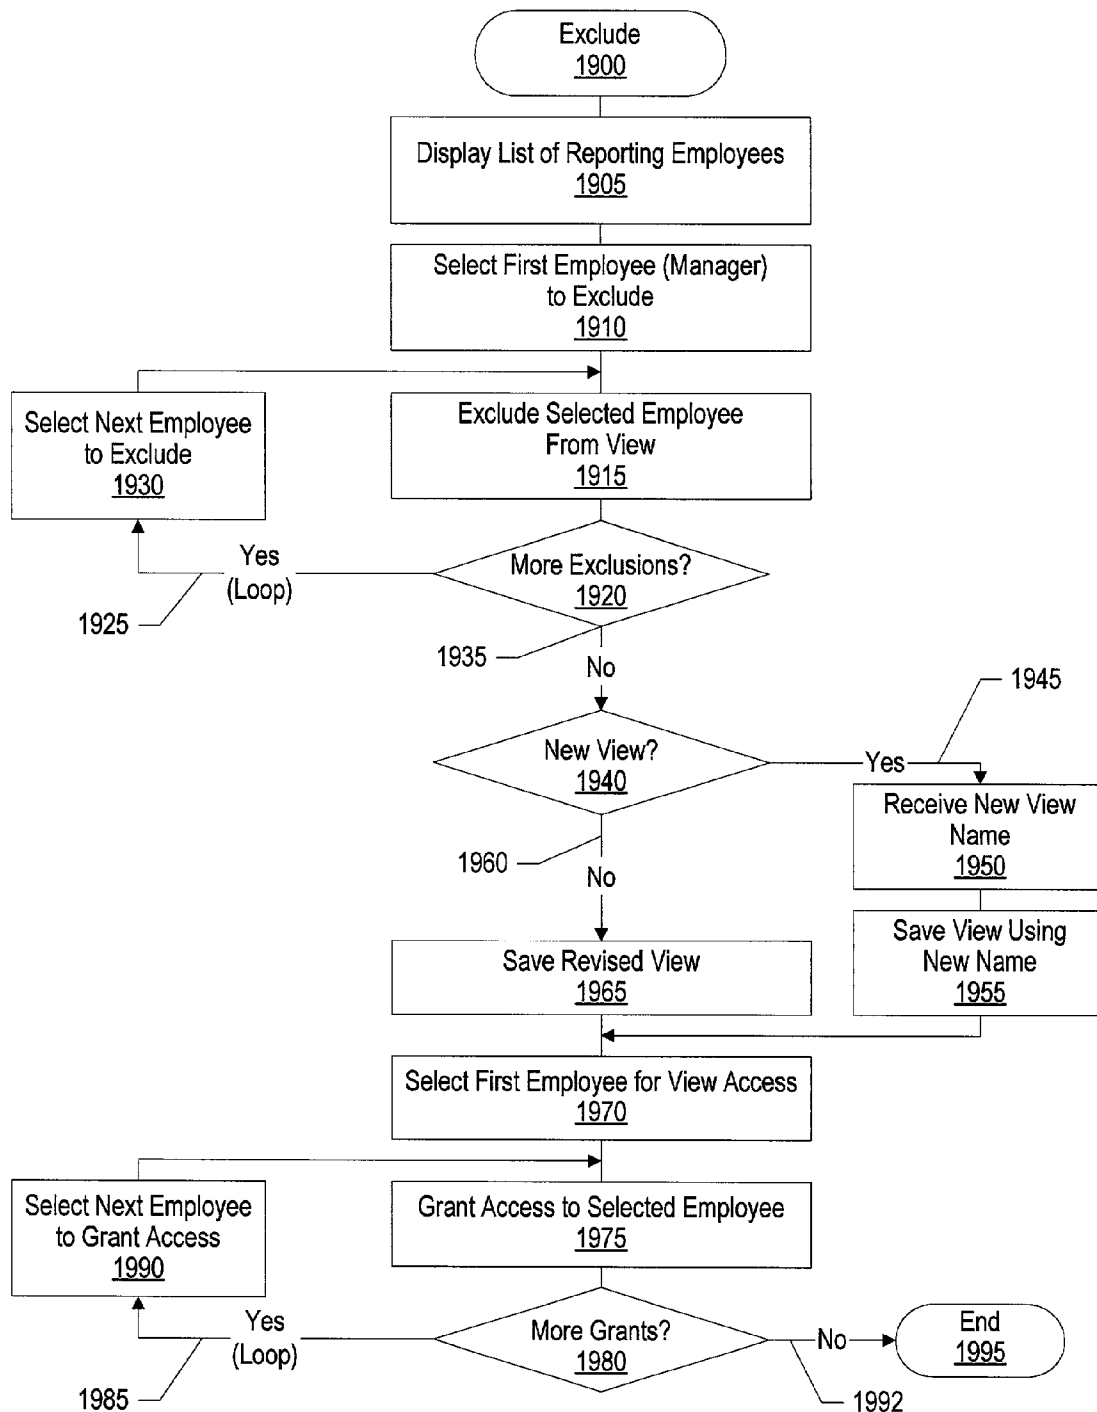 Exclude
1900
Display List of Reporting Employees
1905
Select First Employee (Manager)
to Exclude
1910
Select Next Employee
to Exclude
1930
Exclude Selected Employee
From View
1915
Yes
(Loop)
1925
More Exclusions?
1920
1935
No
1945
New View?
1940
Yes
Receive New View
Name
1950
1960
No
Save View Using
New Name
1955
Save Revised View
1965
Select First Employee for View Access
1970
Select Next Employee
to Grant Access
1990
Grant Access to Selected Employee
1975
Yes
(Loop)
1985
More Grants?
1980
No
1992
End
1995